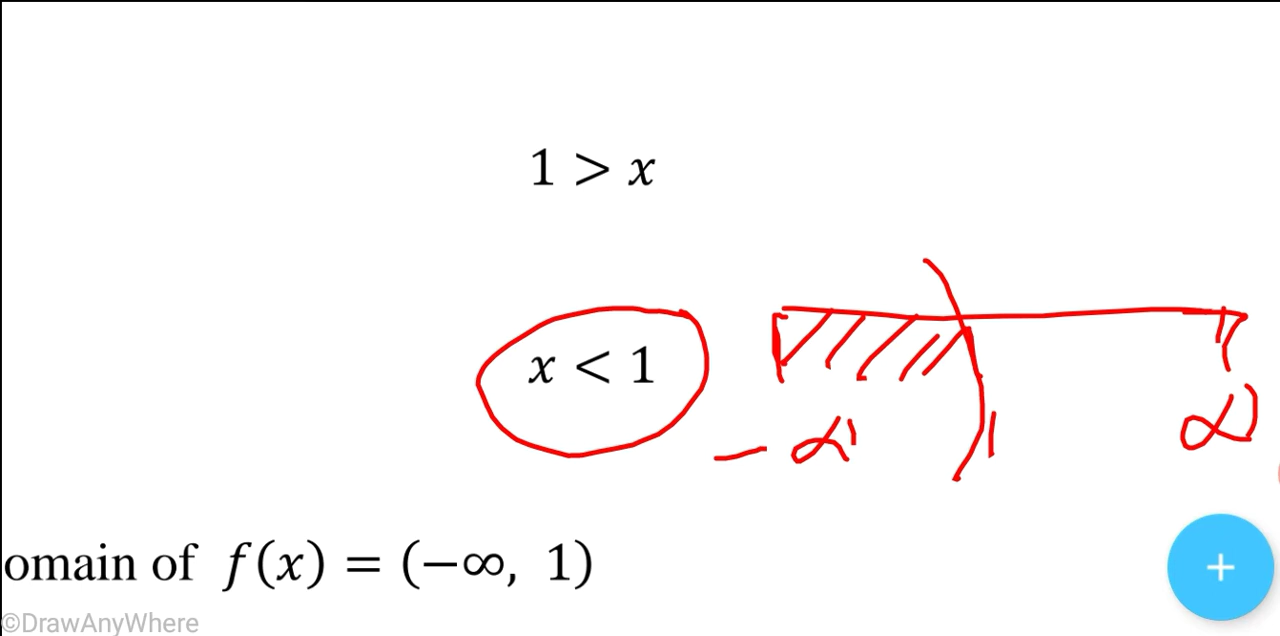 1 > x
x < 1
- ∞ 1 ∞
omain of f(x) = (−∞, 1)
+
©DrawAnyWhere